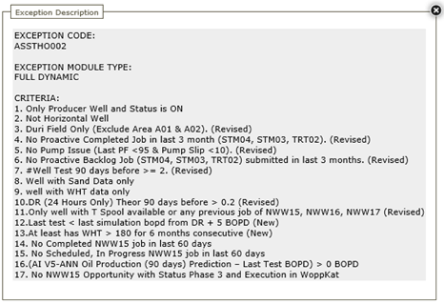 Exception Description
EXCEPTION CODE:
ASSTHO002
EXCEPTION MODULE TYPE:
FULL DYNAMIC
CRITERIA:
1. Only Producer Well and Status is ON
2. Not Horizontal Well
3. Duri Field Only (Exclude Area A01 & A02). (Revised)
4. No Proactive Completed Job in last 3 month (STM04, STM03, TRT02). (Revised)
5. No Pump Issue (Last PF <95 & Pump Slip <10). (Revised)
6. No Proactive Backlog Job (STM04, STM03, TRT02) submitted in last 3 months. (Revised)
7. #Well Test 90 days before >= 2. (Revised)
8. Well with Sand Data only
9. well with WHT data only
10.DR (24 Hours Only) Theor 90 days before > 0.2 (Revised)
11.Only well with T Spool available or any previous job of NWW15, NWW16, NWW17 (Revised)
12.Last test < last simulation bopd from DR + 5 BOPD (New)
13.At least has WHT > 180 for 6 months consecutive (New)
14. No Completed NWW15 job in last 60 days
15. No Scheduled, In Progress NWW15 job in last 60 days
16.(AI V5-ANN Oil Production (90 days) Prediction – Last Test BOPD) > 0 BOPD
17. No NWW15 Opportunity with Status Phase 3 and Execution in WoppKat